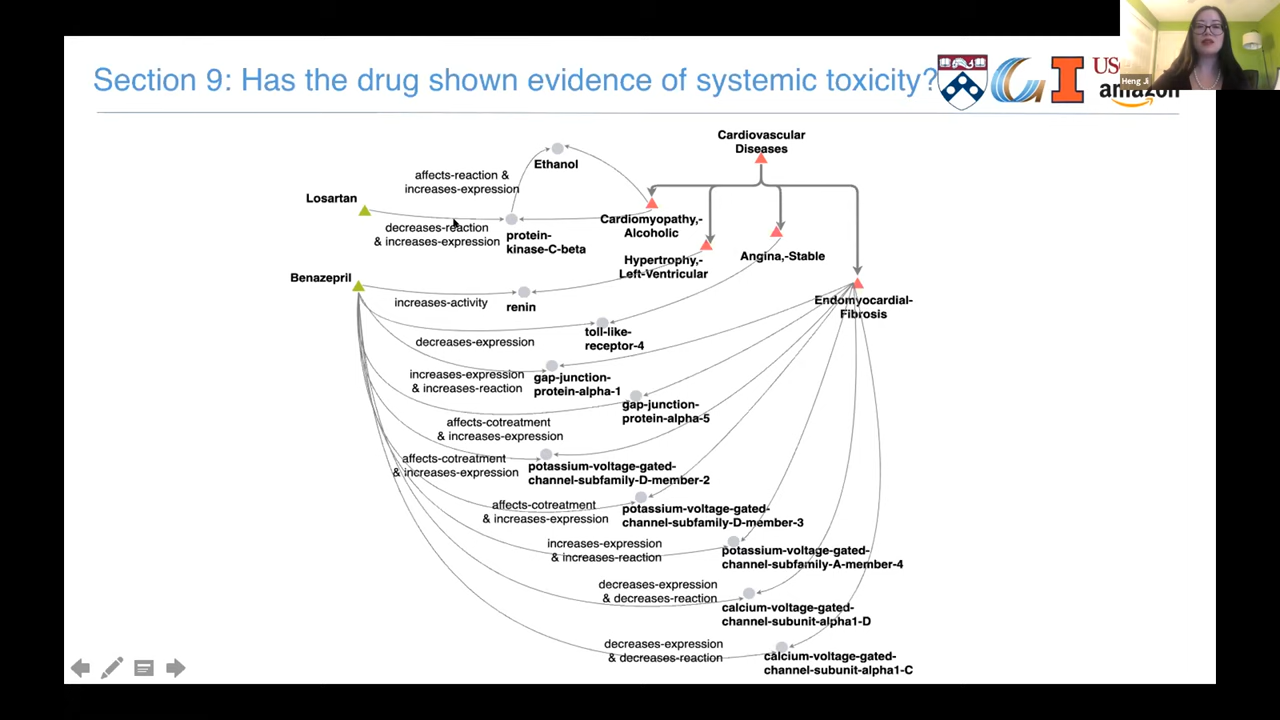 Section 9: Has the drug shown evidence of systemic toxicity?
US
amazon
Heng Ji
Cardiovascular
Diseases
Ethanol
affects-reaction &
increases-expression
Losartan
decreases-reaction
& increases-expression
protein-
kinase-C-beta
Cardiomyopathy,-
Alcoholic
Hypertrophy,-
Left-Ventricular
Angina,-Stable
Benazepril
increases-activity
renin
Endomyocardial-
Fibrosis
decreases-expression
toll-like-
receptor-4
increases-expression
& increases-reaction
gap-junction-
protein-alpha-1
gap-junction-
protein-alpha-5
affects-cotreatment
& increases-expression
affects-cotreatment
& increases-expression
potassium-voltage-gated-
channel-subfamily-D-member-2
affects-cotreatment
& increases-expression
potassium-voltage-gated-
channel-subfamily-D-member-3
increases-expression
& increases-reaction
potassium-voltage-gated-
channel-subfamily-A-member-4
decreases-expression
& decreases-reaction
calcium-voltage-gated-
channel-subunit-alpha1-D
decreases-expression
& decreases-reaction
calcium-voltage-gated-
channel-subunit-alpha1-C